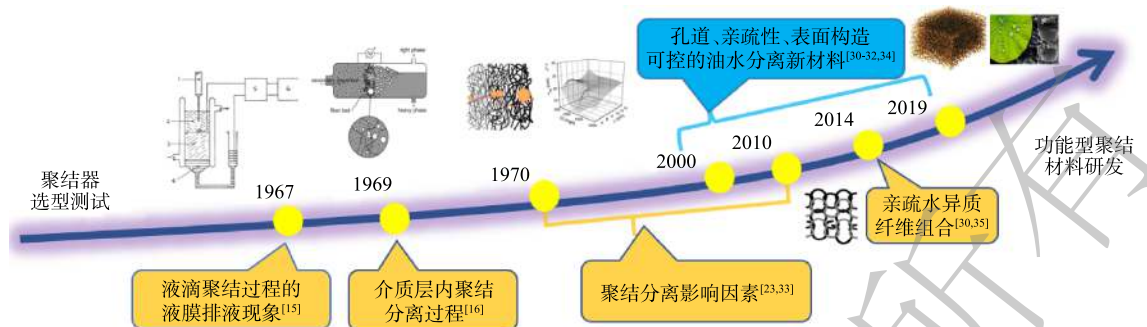 孔道、亲疏性、表面构造
可控的油水分离新材料[30-32,34]
聚结器
选型测试
1967
1969
1970
2000
2010
2014
2019
功能型聚结
材料研发
液滴聚结过程的
液膜排液现象[15]
介质层内聚结
分离过程[16]
聚结分离影响因素[23,33]
亲疏水异质
纤维组合[30,35]